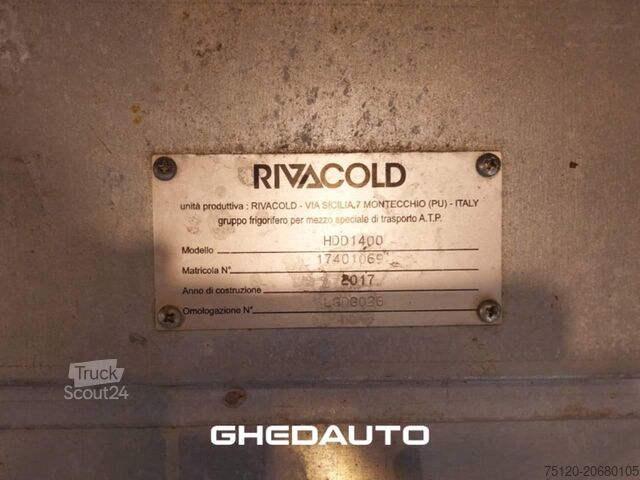 RIVACOLD
unità produttiva : RIVACOLD - VIA SICILIA,7 MONTECCHIO (PU) - ITALY
gruppo frigorifero per mezzo speciale di trasporto A.T.P.
Modello HDD1400
Matricola N° 17401069
Anno di costruzione 2017
Omologazione N°
Truck
Scout24
GHEDAUTO
75120-20680105